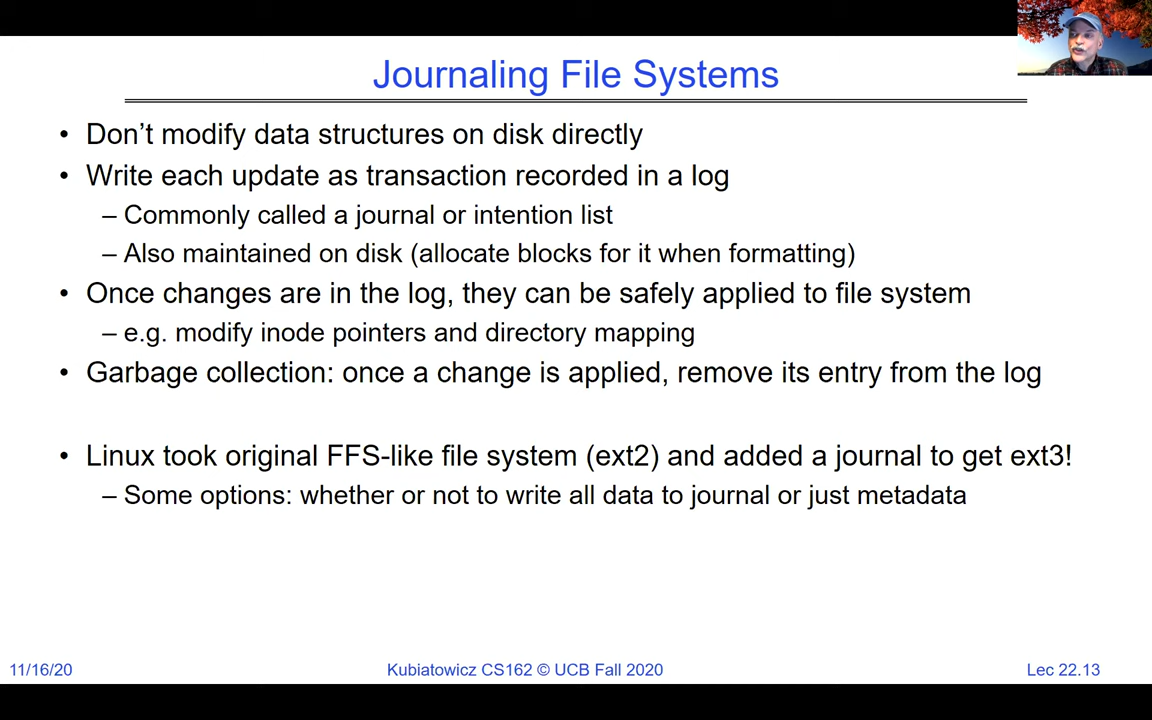 Journaling File Systems
• Don't modify data structures on disk directly
• Write each update as transaction recorded in a log
– Commonly called a journal or intention list
– Also maintained on disk (allocate blocks for it when formatting)
• Once changes are in the log, they can be safely applied to file system
– e.g. modify inode pointers and directory mapping
• Garbage collection: once a change is applied, remove its entry from the log
• Linux took original FFS-like file system (ext2) and added a journal to get ext3!
– Some options: whether or not to write all data to journal or just metadata
11/16/20 Kubiatowicz CS162 © UCB Fall 2020 Lec 22.13